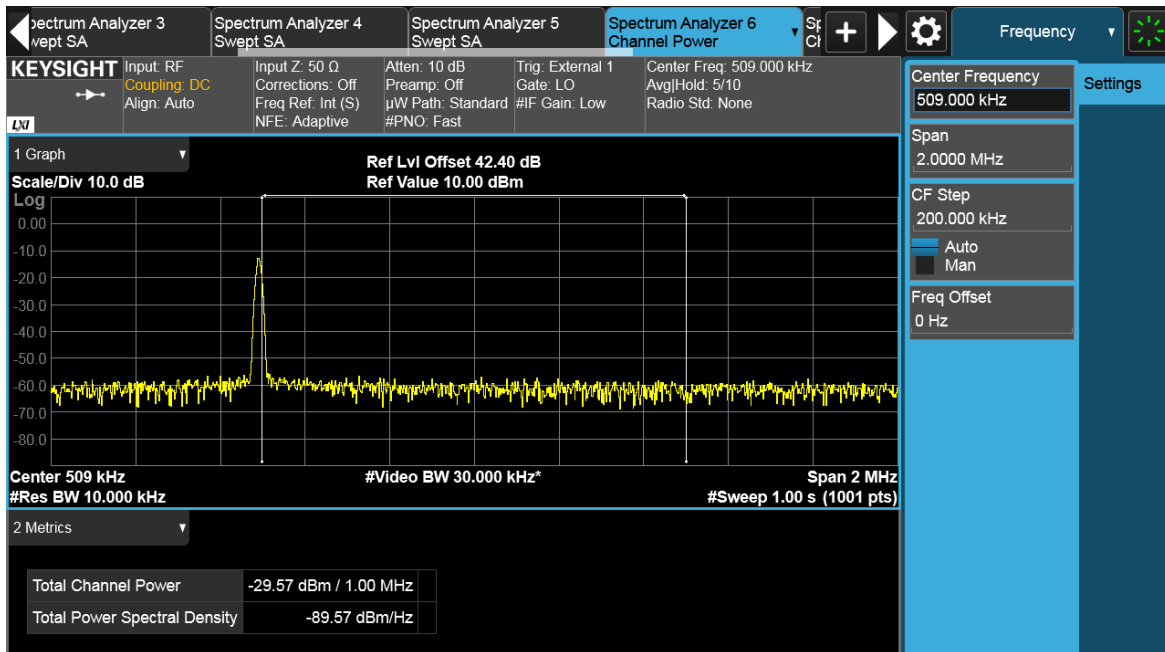 pectrum Analyzer 3
wept SA
Spectrum Analyzer 4
Swept SA
Spectrum Analyzer 5
Swept SA
Spectrum Analyzer 6
Channel Power
Sp
Ch
+
Frequency
KEYSIGHT
LXI
Input: RF
Coupling: DC
Align: Auto
Input Z: 50 Ω
Corrections: Off
Freq Ref: Int (S)
NFE: Adaptive
Atten: 10 dB
Preamp: Off
µW Path: Standard
#PNO: Fast
Trig: External 1
Gate: LO
#IF Gain: Low
Center Freq: 509.000 kHz
Avg|Hold: 5/10
Radio Std: None
Center Frequency
509.000 kHz
Settings
Span
2.0000 MHz
CF Step
200.000 kHz
Auto
Man
Freq Offset
0 Hz
1 Graph
Scale/Div 10.0 dB
Ref Lvl Offset 42.40 dB
Ref Value 10.00 dBm
Log
0.00
-10.0
-20.0
-30.0
-40.0
-50.0
-60.0
-70.0
-80.0
Center 509 kHz
#Res BW 10.000 kHz
#Video BW 30.000 kHz*
Span 2 MHz
#Sweep 1.00 s (1001 pts)
2 Metrics
Total Channel Power -29.57 dBm / 1.00 MHz
Total Power Spectral Density -89.57 dBm/Hz